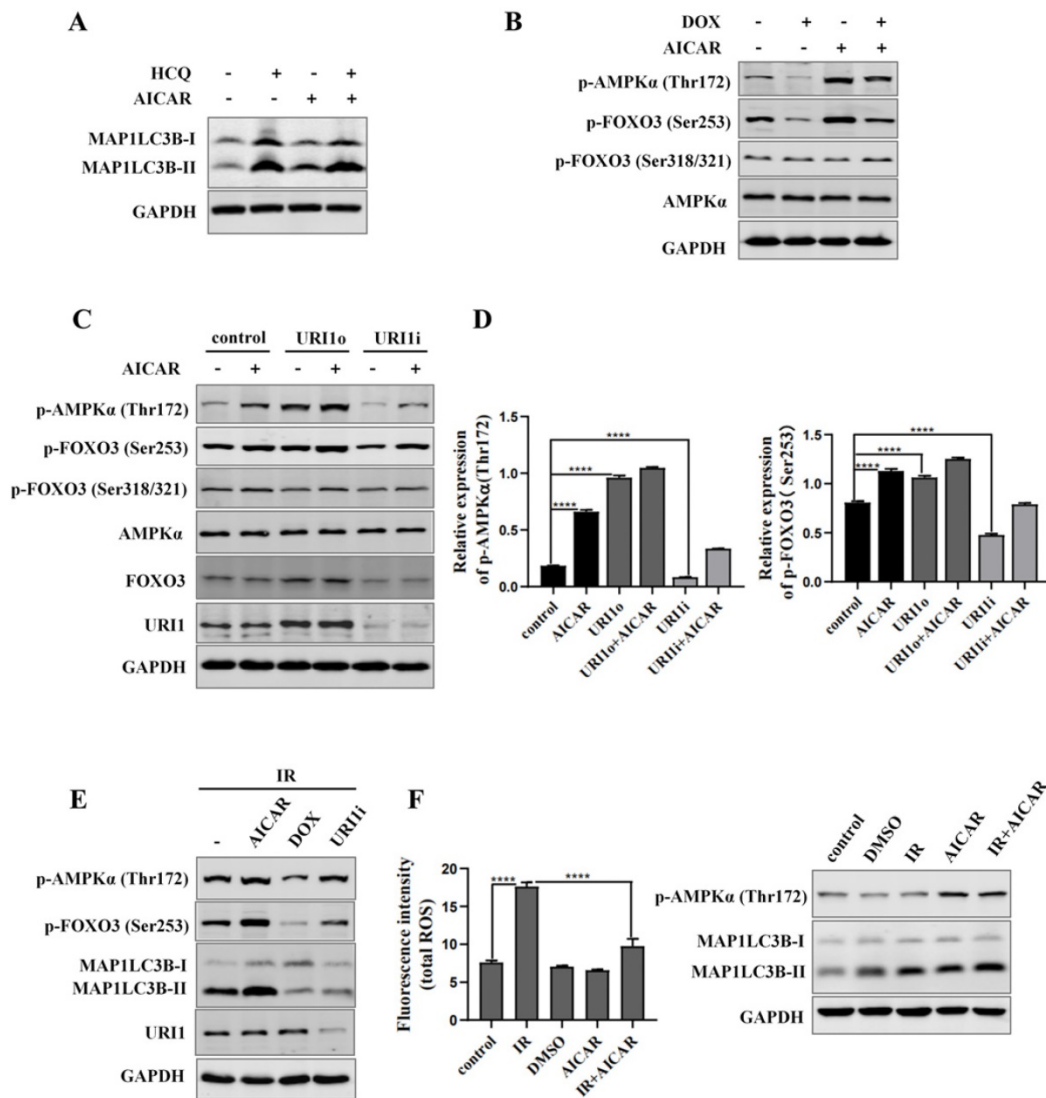 A
HCQ - + - +
AICAR - - + +
MAP1LC3B-I
MAP1LC3B-II
GAPDH
B
DOX - + - +
AICAR - - + +
p-AMPKα (Thr172)
p-FOXO3 (Ser253)
p-FOXO3 (Ser318/321)
AMPKα
GAPDH
C
control URI1o URI1i
AICAR - + - + - +
p-AMPKα (Thr172)
p-FOXO3 (Ser253)
p-FOXO3 (Ser318/321)
AMPKα
FOXO3
URI1
GAPDH
D
Relative expression
of p-AMPKα(Thr172)
1.5
1.0
0.5
0.0
****
****
****
control
AICAR
URI1o
URI1o+AICAR
URI1i
URI1i+AICAR
Relative expression
of p-FOXO3( Ser253)
1.5
1.0
0.5
0.0
****
****
****
control
AICAR
URI1o
URI1o+AICAR
URI1i
URI1i+AICAR
E
IR
- AICAR DOX URI1i
p-AMPKα (Thr172)
p-FOXO3 (Ser253)
MAP1LC3B-I
MAP1LC3B-II
URI1
GAPDH
F
Fluorescence intensity
(total ROS)
20
15
10
5
0
**** ****
control
IR
DMSO
AICAR
IR+AICAR
control DMSO IR AICAR IR+AICAR
p-AMPKα (Thr172)
MAP1LC3B-I
MAP1LC3B-II
GAPDH